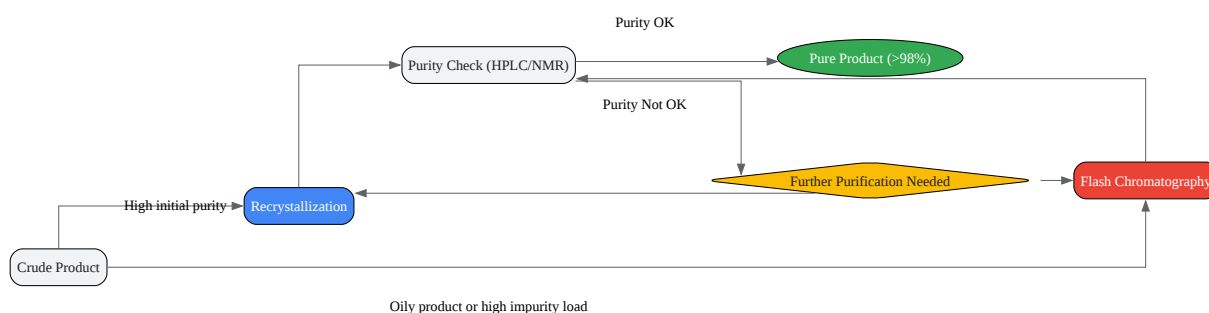 Purity OK
Purity Check (HPLC/NMR)
Pure Product (>98%)
Purity Not OK
Further Purification Needed
Flash Chromatography
High initial purity
Recrystallization
Crude Product
Oily product or high impurity load